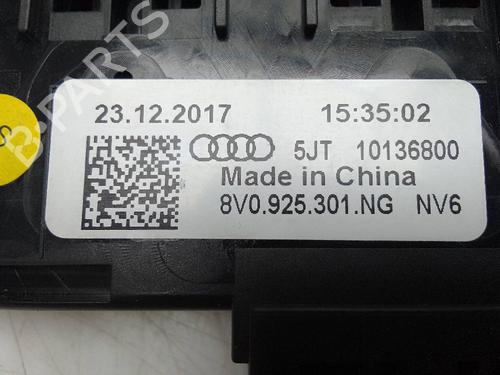 B-PARTS
S
23.12.2017 15:35:02
5JT 10136800
Made in China
8V0.925.301.NG NV6